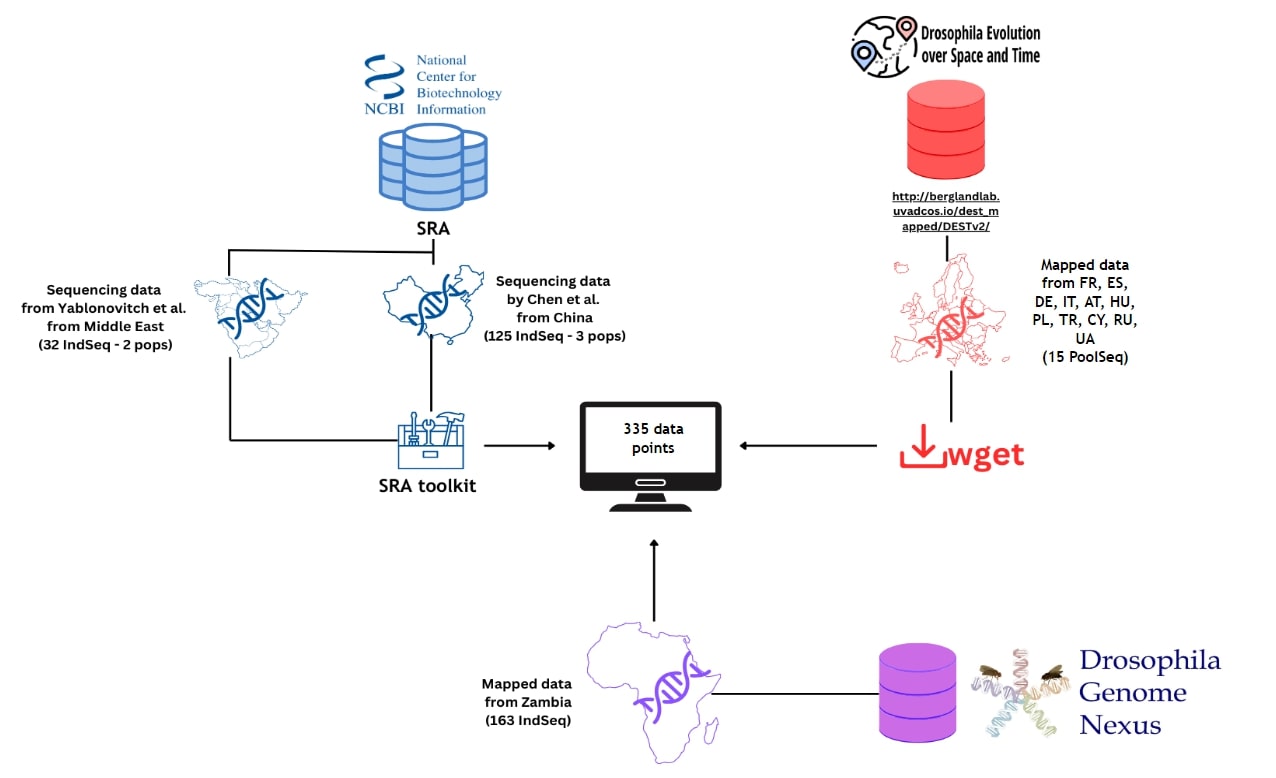 National
Center for
Biotechnology
Information
NCBI
SRA
Drosophila Evolution
over Space and Time
http://berglandlab.
uvadcos.io/dest_m
apped/DESTv2/
Sequencing data
from Yablonovitch et al.
from Middle East
(32 IndSeq - 2 pops)
Sequencing data
by Chen et al.
from China
(125 IndSeq - 3 pops)
Mapped data
from FR, ES,
DE, IT, AT, HU,
PL, TR, CY, RU,
UA
(15 PoolSeq)
SRA toolkit
335 data
points
wget
Mapped data
from Zambia
(163 IndSeq)
Drosophila
Genome
Nexus